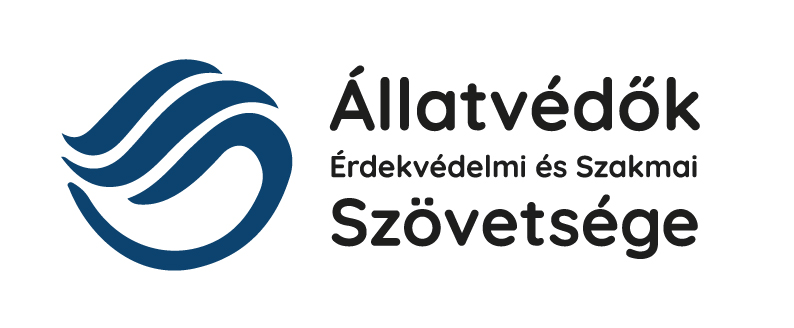 Állatvédők
Érdekvédelmi és Szakmai
Szövetsége